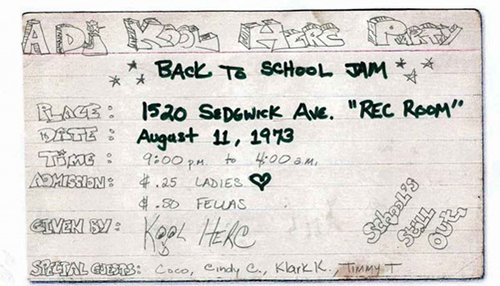 A DJ KOOL HERC PARTY
BACK TO SCHOOL JAM
PLACE: 1520 SEDGWICK AVE. "REC ROOM"
DATE: August 11, 1973
TIME: 9:00 p.m. to 4:00 a.m.
ADMISSION: $ .25 LADIES ♥
$ .50 FELLAS
GIVEN BY: KOOL HERC
School's
STILL
OUT
SPECIAL GUESTS: Coco, Cindy C., KlarkK., Timmy T